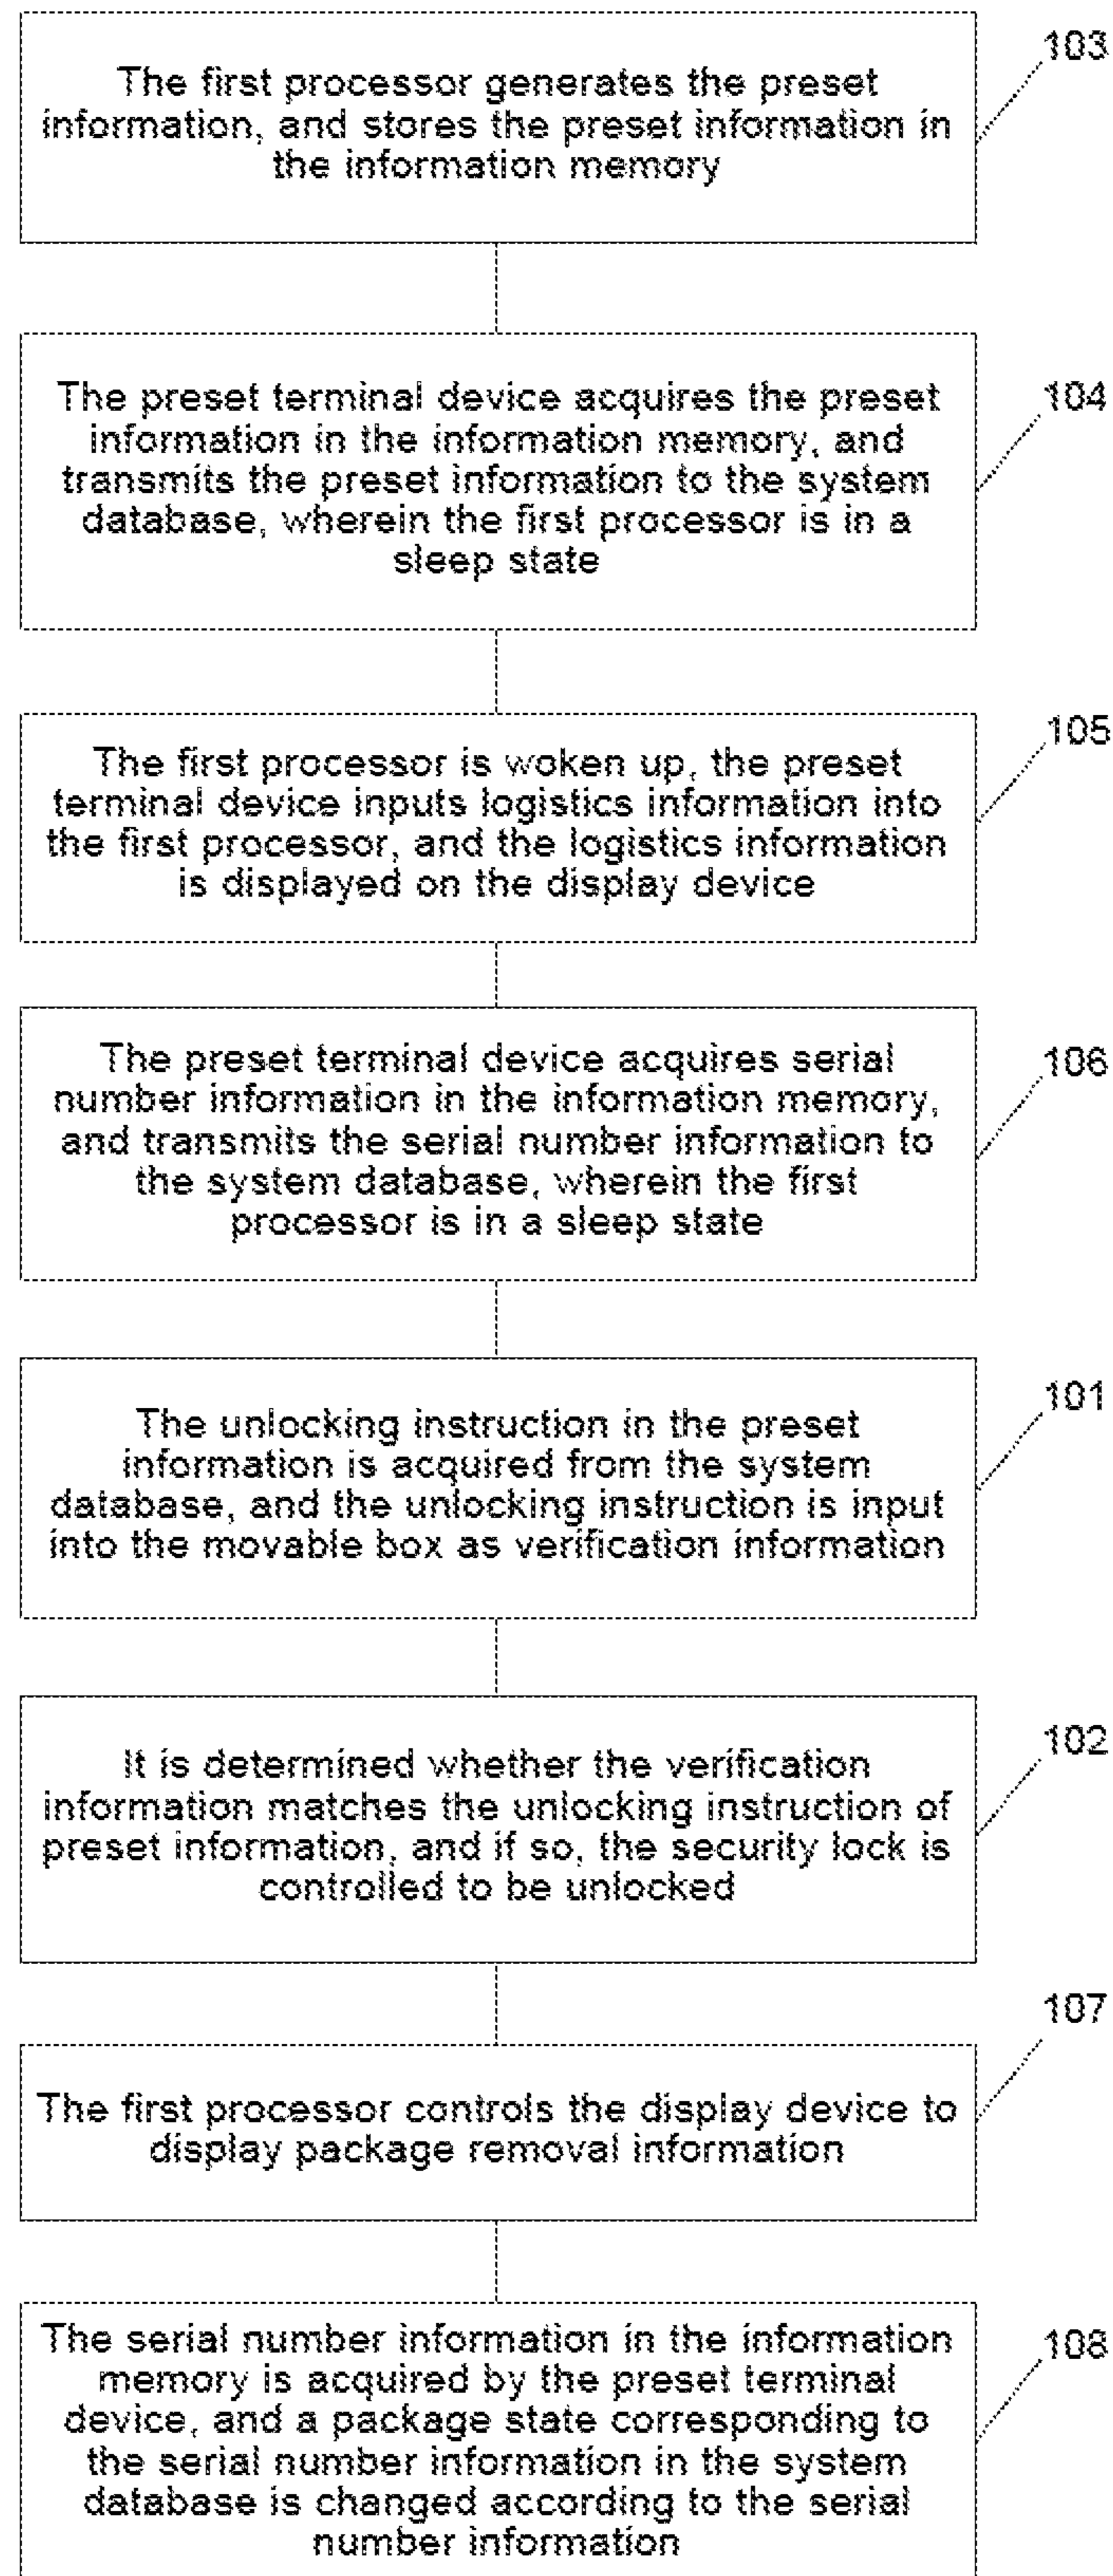 103
The first processor generates the preset
information, and stores the preset information in
the information memory
104
The preset terminal device acquires the preset
information in the information memory, and
transmits the preset information to the system
database, wherein the first processor is in a
sleep state
105
The first processor is woken up, the preset
terminal device inputs logistics information into
the first processor, and the logistics information
is displayed on the display device
106
The preset terminal device acquires serial
number information in the information memory,
and transmits the serial number information to
the system database, wherein the first
processor is in a sleep state
101
The unlocking instruction in the preset
information is acquired from the system
database, and the unlocking instruction is input
into the movable box as verification information
102
It is determined whether the verification
information matches the unlocking instruction of
preset information, and if so, the security lock is
controlled to be unlocked
107
The first processor controls the display device to
display package removal information
108
The serial number information in the information
memory is acquired by the preset terminal
device, and a package state corresponding to
the serial number information in the system
database is changed according to the serial
number information